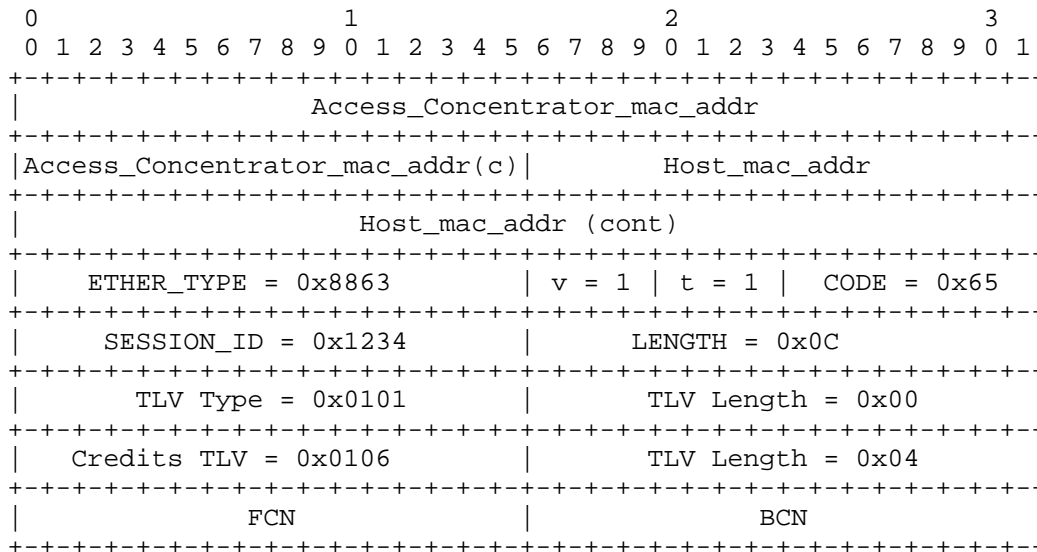 0                   1                   2                   3
 0 1 2 3 4 5 6 7 8 9 0 1 2 3 4 5 6 7 8 9 0 1 2 3 4 5 6 7 8 9 0 1
+-+-+-+-+-+-+-+-+-+-+-+-+-+-+-+-+-+-+-+-+-+-+-+-+-+-+-+-+-+-+-+-
|                  Access_Concentrator_mac_addr
+-+-+-+-+-+-+-+-+-+-+-+-+-+-+-+-+-+-+-+-+-+-+-+-+-+-+-+-+-+-+-+-
|Access_Concentrator_mac_addr(c)|        Host_mac_addr
+-+-+-+-+-+-+-+-+-+-+-+-+-+-+-+-+-+-+-+-+-+-+-+-+-+-+-+-+-+-+-+-
|                     Host_mac_addr (cont)
+-+-+-+-+-+-+-+-+-+-+-+-+-+-+-+-+-+-+-+-+-+-+-+-+-+-+-+-+-+-+-+-
|    ETHER_TYPE = 0x8863        | v = 1 | t = 1 |  CODE = 0x65
+-+-+-+-+-+-+-+-+-+-+-+-+-+-+-+-+-+-+-+-+-+-+-+-+-+-+-+-+-+-+-+-
|     SESSION_ID = 0x1234       |      LENGTH = 0x0C
+-+-+-+-+-+-+-+-+-+-+-+-+-+-+-+-+-+-+-+-+-+-+-+-+-+-+-+-+-+-+-+-
|       TLV Type = 0x0101       |       TLV Length = 0x00
+-+-+-+-+-+-+-+-+-+-+-+-+-+-+-+-+-+-+-+-+-+-+-+-+-+-+-+-+-+-+-+-
|   Credits TLV = 0x0106        |       TLV Length = 0x04
+-+-+-+-+-+-+-+-+-+-+-+-+-+-+-+-+-+-+-+-+-+-+-+-+-+-+-+-+-+-+-+-
|              FCN              |              BCN
+-+-+-+-+-+-+-+-+-+-+-+-+-+-+-+-+-+-+-+-+-+-+-+-+-+-+-+-+-+-+-+-